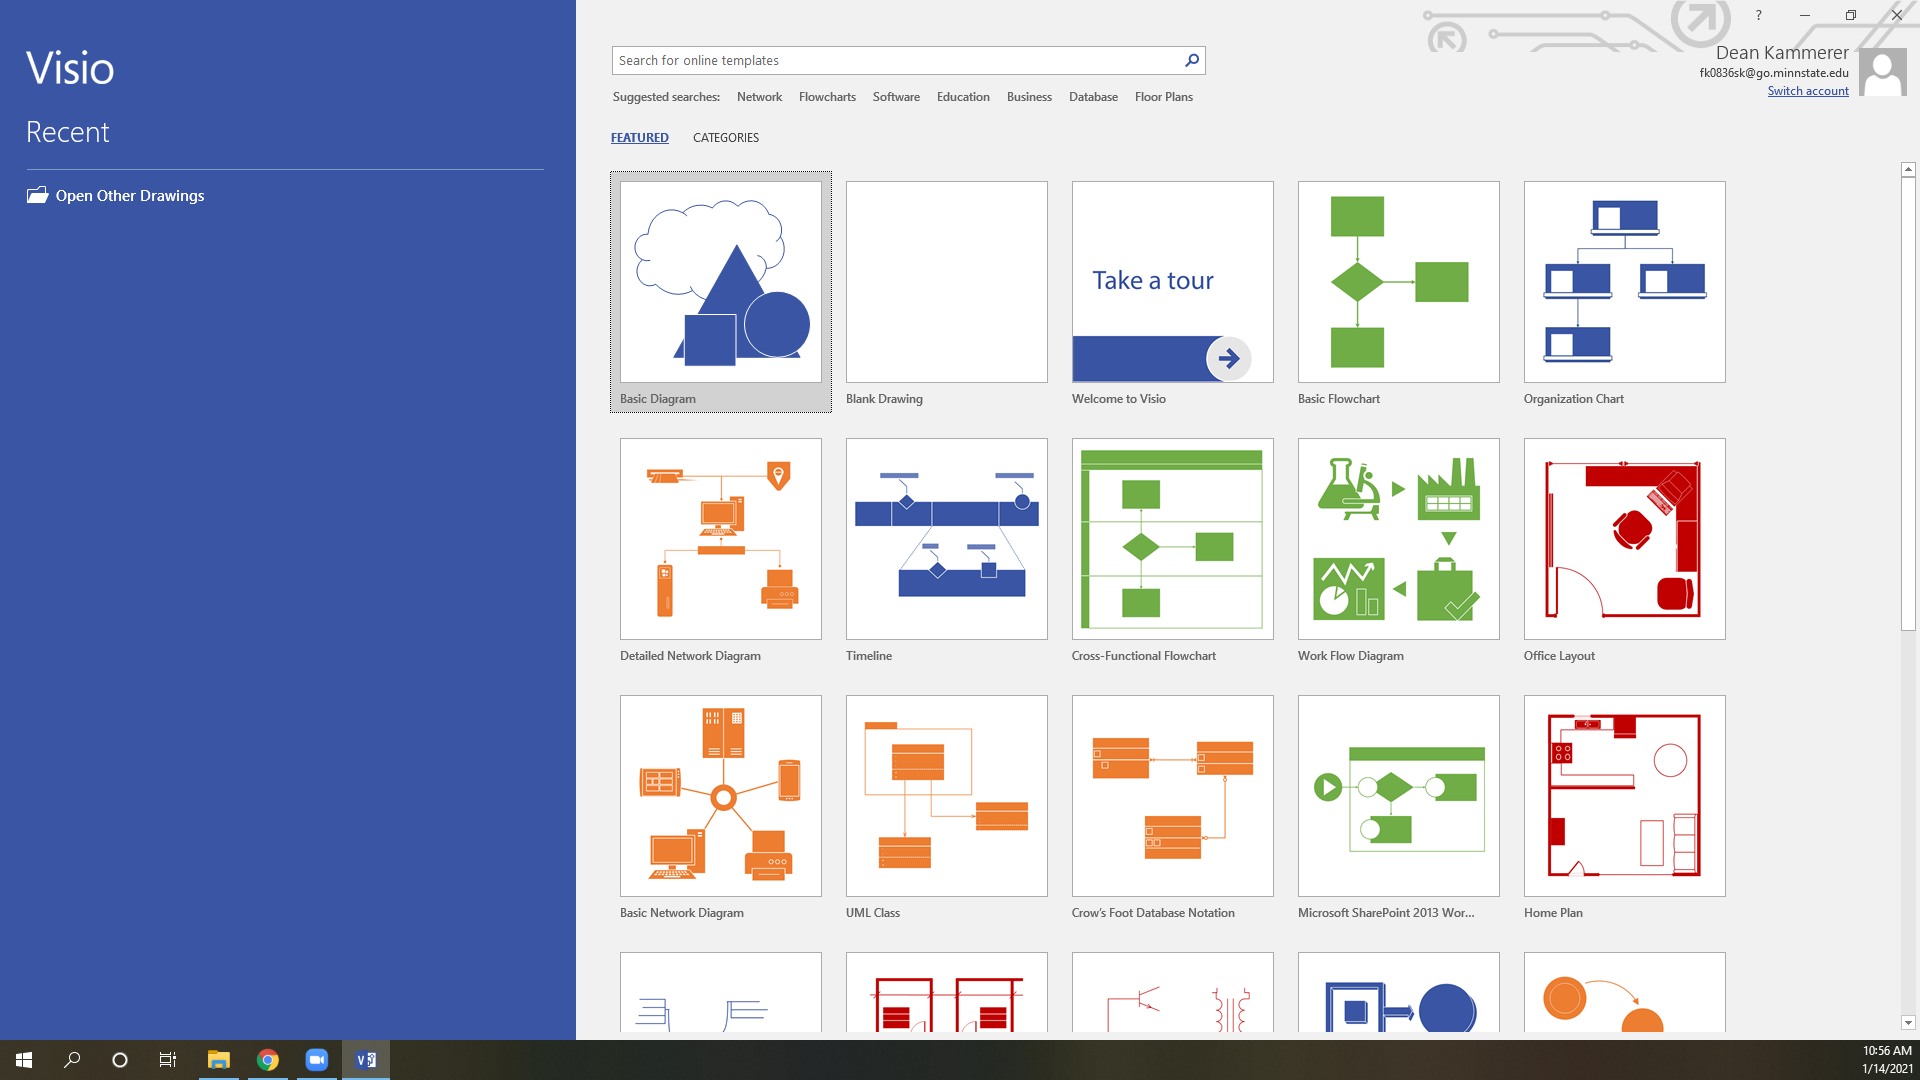 Visio
Recent
Open Other Drawings
?
Search for online templates
Dean Kammerer
fk0836sk@go.minnstate.edu
Switch account
Suggested searches: Network Flowcharts Software Education Business Database Floor Plans
FEATURED CATEGORIES
Take a tour
Basic Diagram Blank Drawing Welcome to Visio Basic Flowchart Organization Chart
Detailed Network Diagram Timeline Cross-Functional Flowchart Work Flow Diagram Office Layout
Basic Network Diagram UML Class Crow's Foot Database Notation Microsoft SharePoint 2013 Wor... Home Plan
10:56 AM
1/14/2021